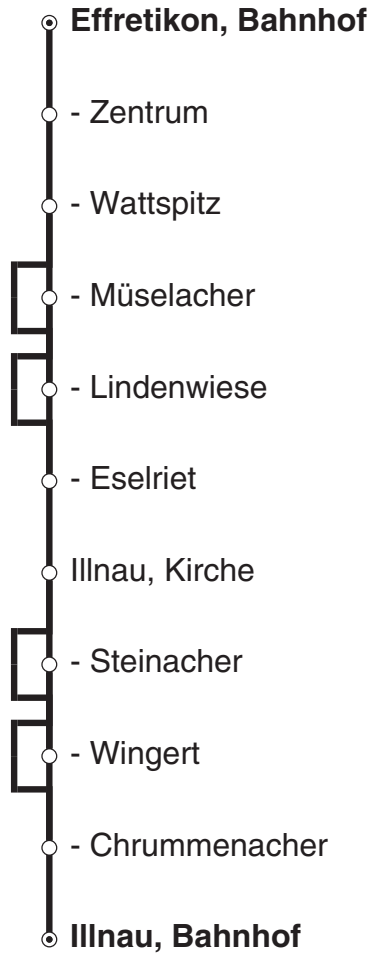 Effretikon, Bahnhof
- Zentrum
- Wattspitz
- Müselacher
- Lindenwiese
- Eselriet
Illnau, Kirche
- Steinacher
- Wingert
- Chrummenacher
Illnau, Bahnhof